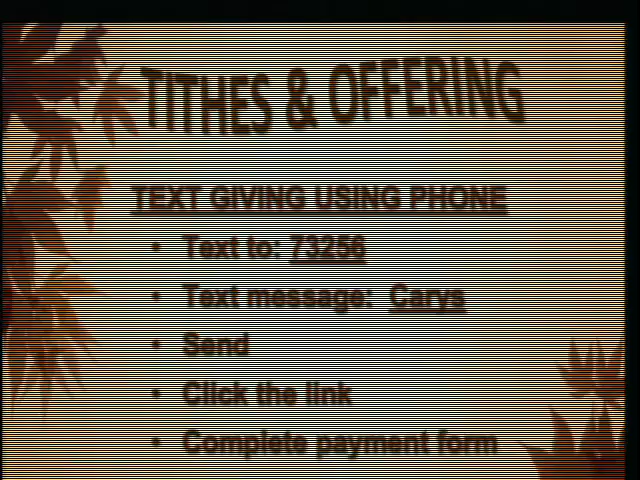 TITHES & OFFERING
TEXT GIVING USING PHONE
• Text to: 73256
• Text message: Carys
• Send
• Click the link
• Complete payment form